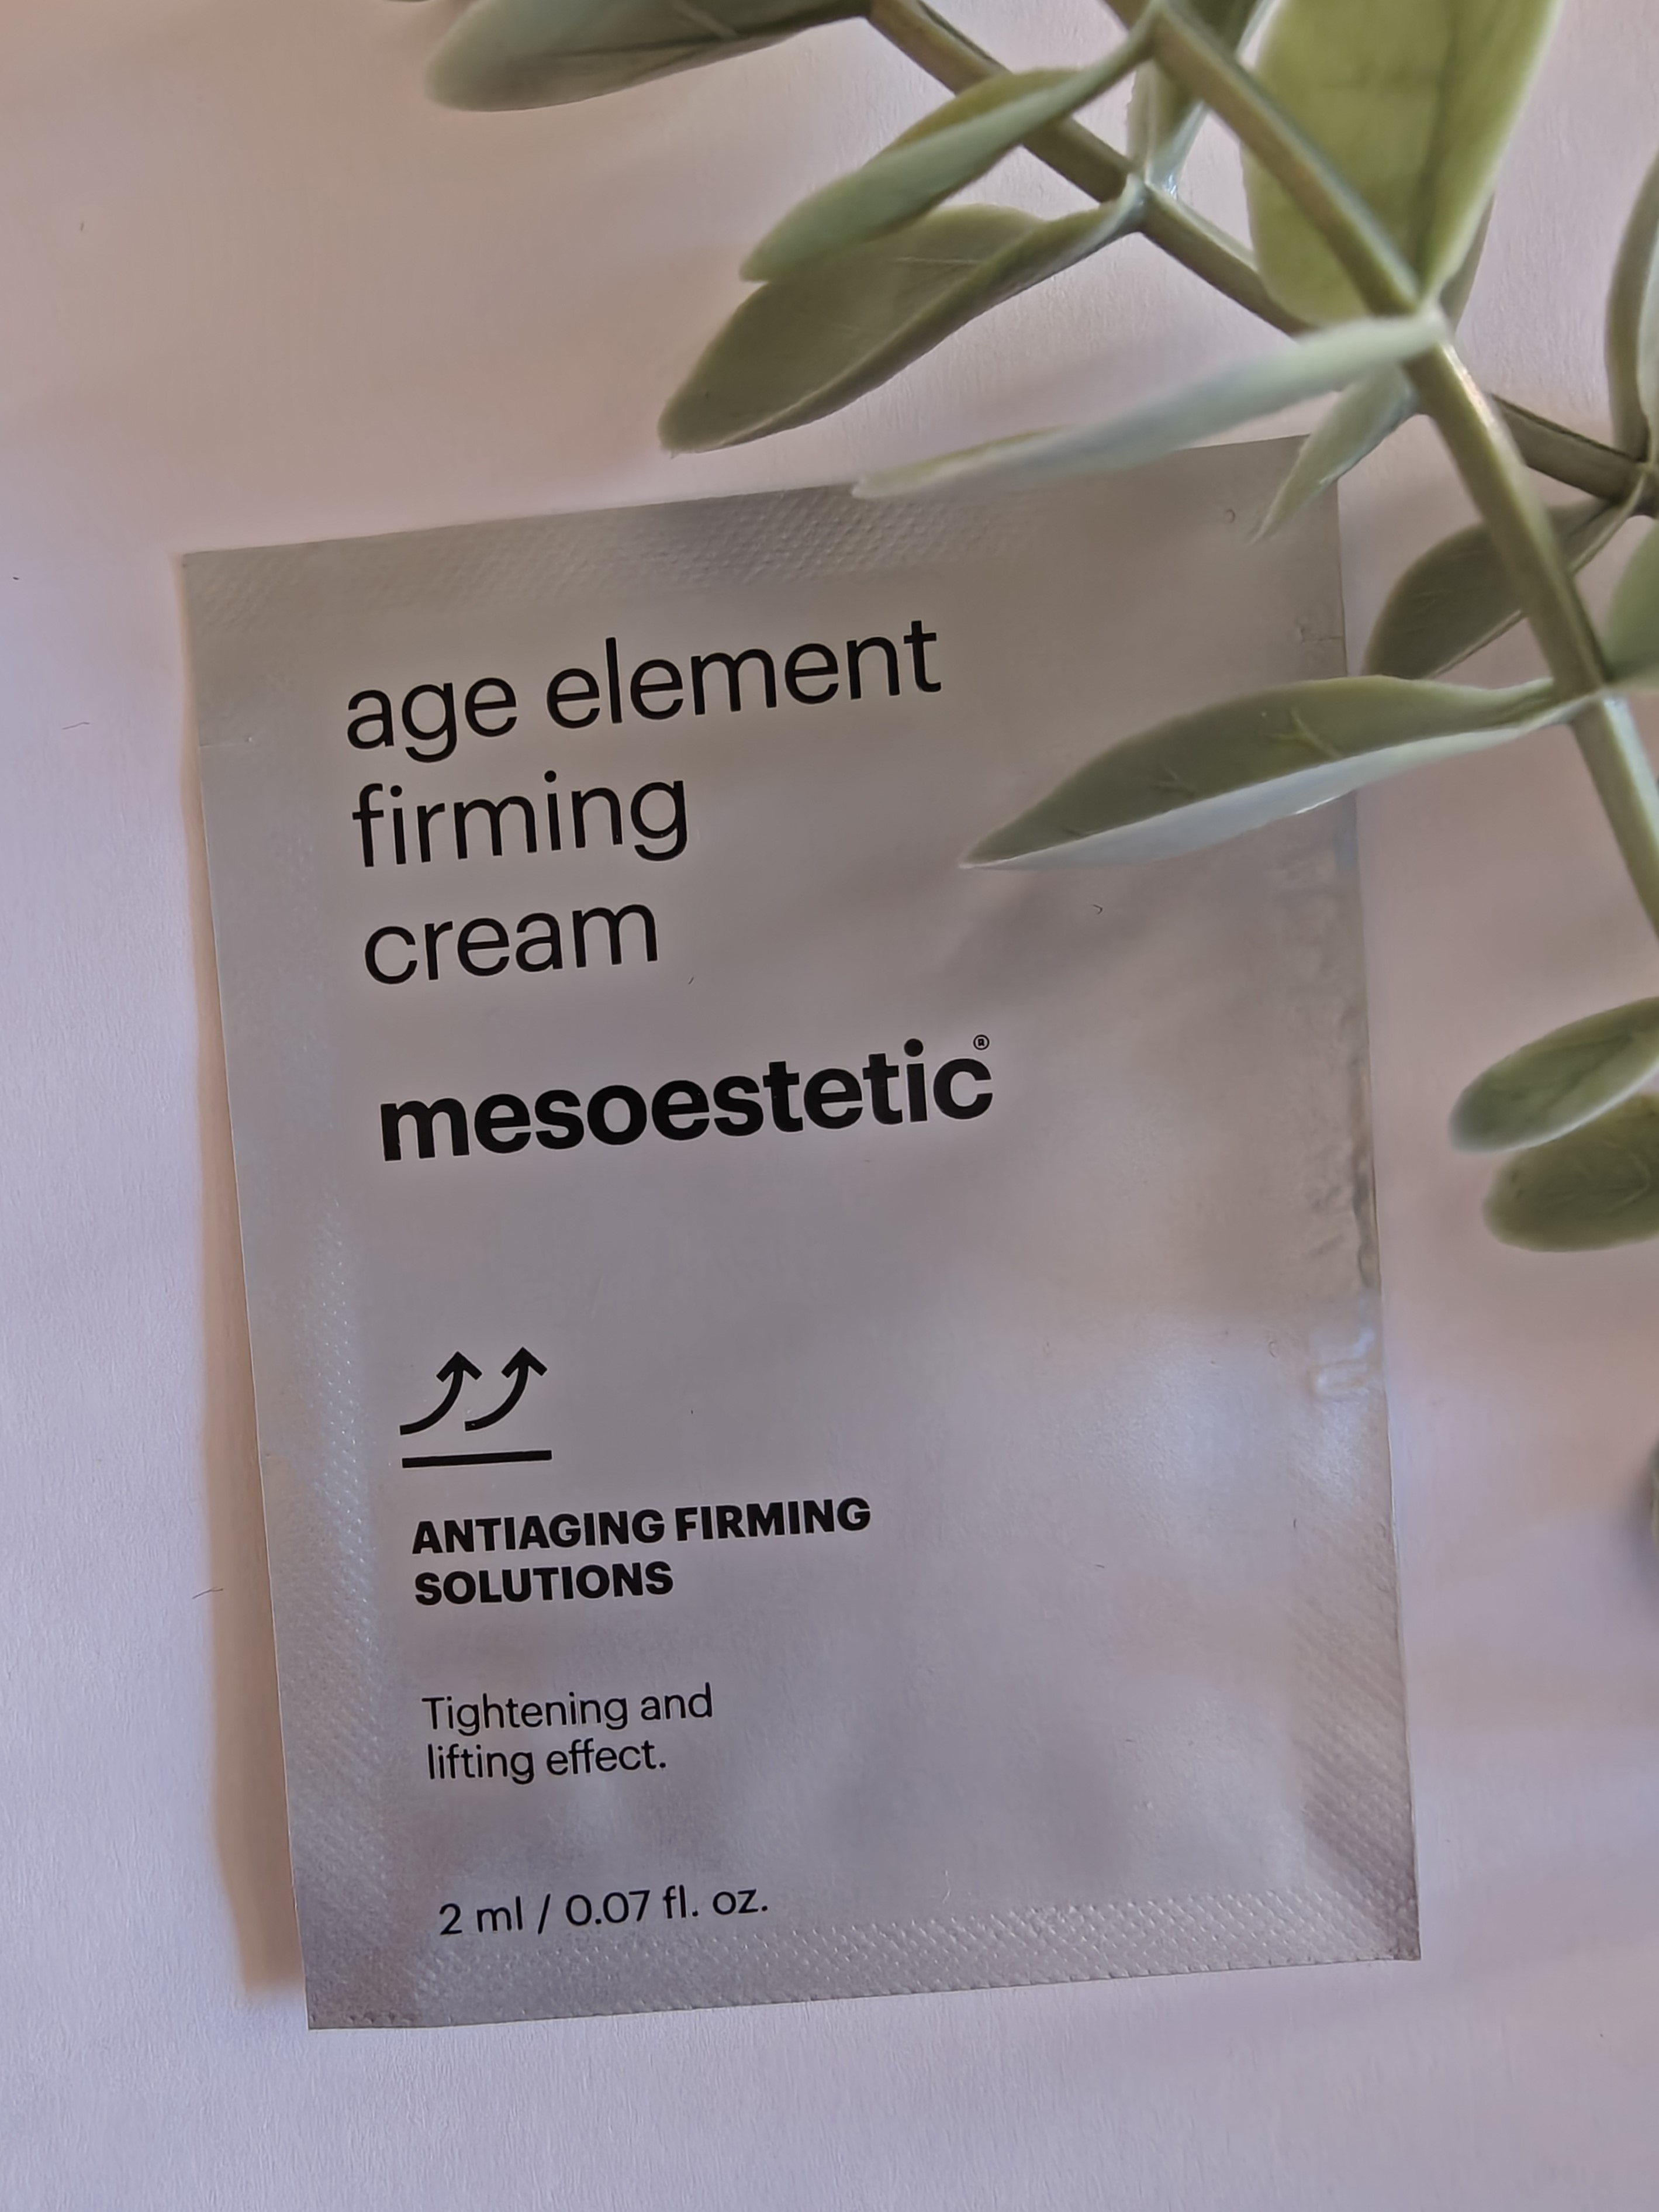 age element
firming
cream
mesoestetic®
ANTIAGING FIRMING
SOLUTIONS
Tightening and
lifting effect.
2 ml / 0.07 fl. oz.